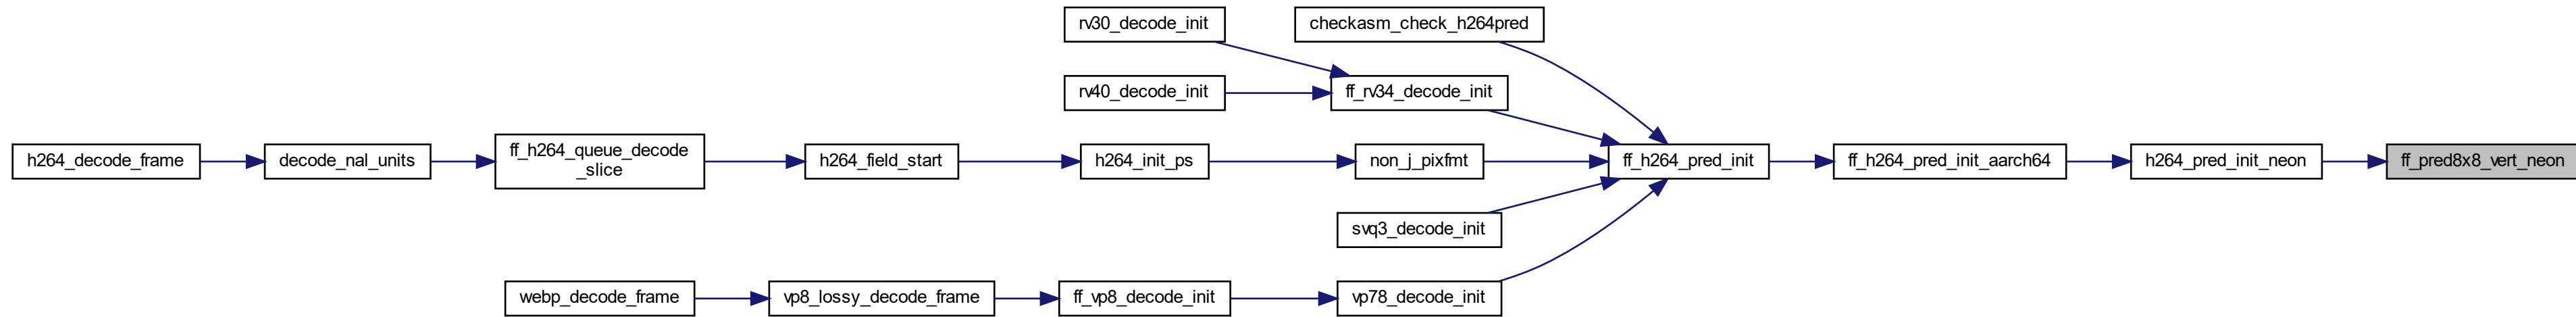 rv30_decode_init
checkasm_check_h264pred
rv40_decode_init
ff_rv34_decode_init
h264_decode_frame
decode_nal_units
ff_h264_queue_decode
_slice
h264_field_start
h264_init_ps
non_j_pixfmt
ff_h264_pred_init
ff_h264_pred_init_aarch64
h264_pred_init_neon
ff_pred8x8_vert_neon
svq3_decode_init
webp_decode_frame
vp8_lossy_decode_frame
ff_vp8_decode_init
vp78_decode_init